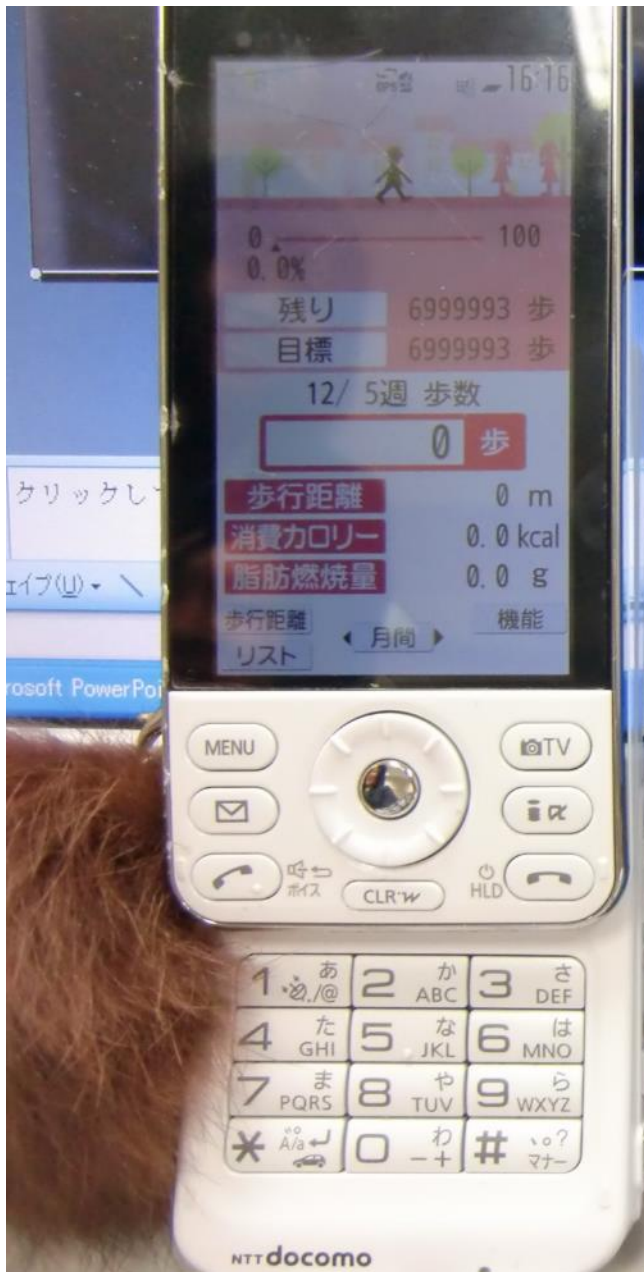 GPS 16:16
0 100
0.0%
残り 6999993 歩
目標 6999993 歩
12/ 5週 歩数
0 歩
歩行距離 0 m
消費カロリー 0.0 kcal
脂肪燃焼量 0.0 g
歩行距離 機能
リスト 月間
クリックし
ェイプ(U)
rosoft PowerPoi
MENU TV
i α
ボイス CLR HLD
1 あ ./@ 2 か ABC 3 さ DEF
4 た GHI 5 な JKL 6 は MNO
7 ま PQRS 8 や TUV 9 ら WXYZ
* A/a 0 わ -+ # 、。? マナー
NTT docomo